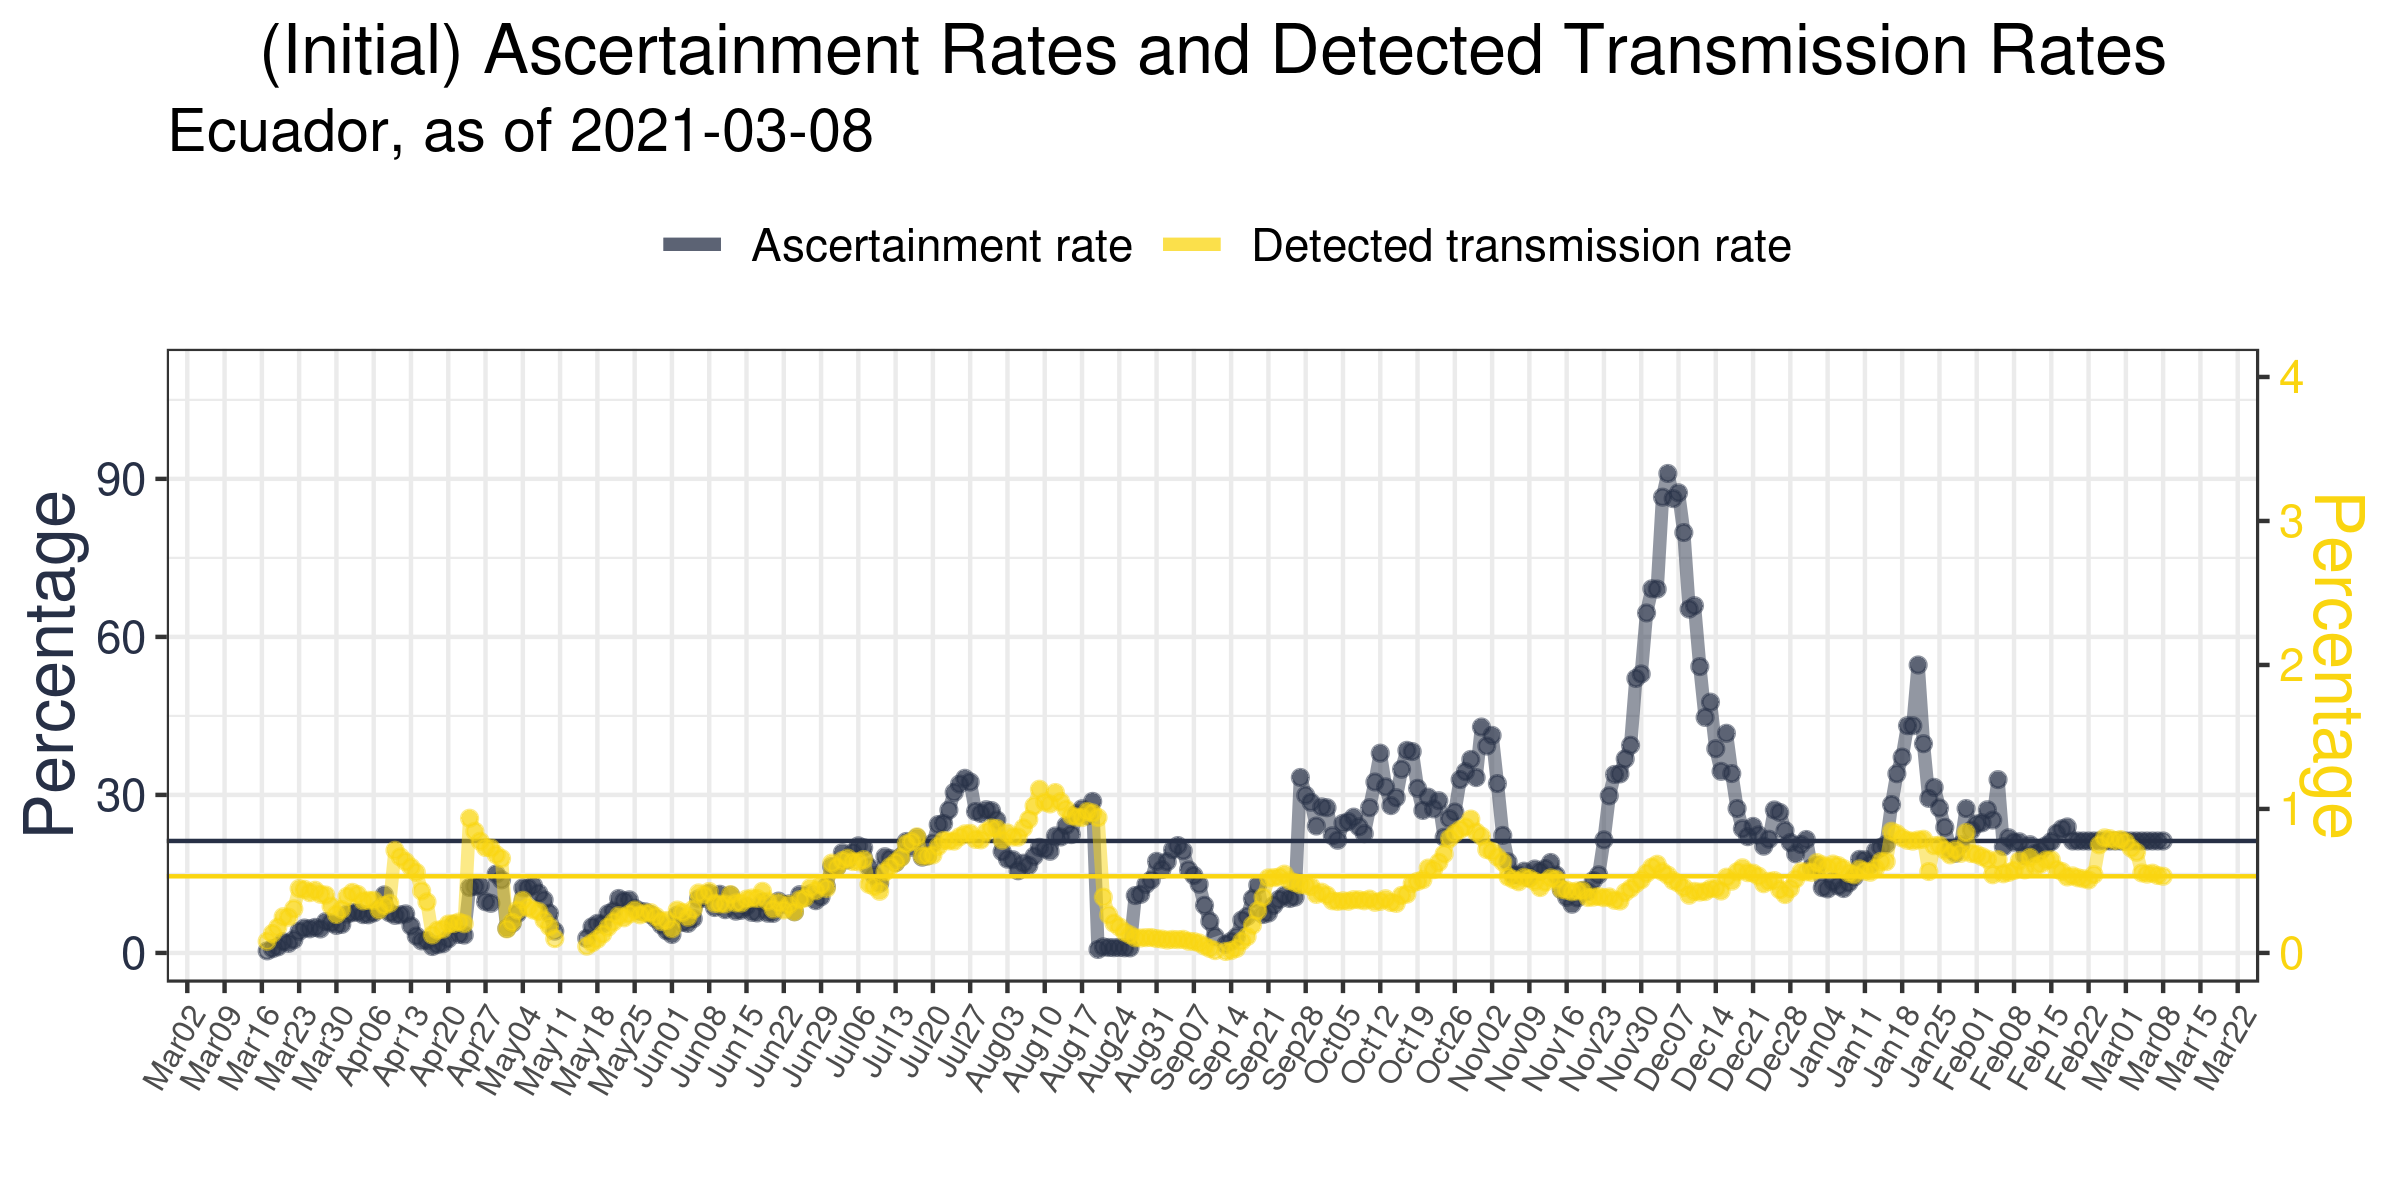 (Initial) Ascertainment Rates and Detected Transmission Rates
Ecuador, as of 2021-03-08
Ascertainment rate
Detected transmission rate
Percentage
90
60
30
0
4
3
2
1
0
Percentage
Mar02
Mar09
Mar16
Mar23
Mar30
Apr06
Apr13
Apr20
Apr27
May04
May11
May18
May25
Jun01
Jun08
Jun15
Jun22
Jun29
Jul06
Jul13
Jul20
Jul27
Aug03
Aug10
Aug17
Aug24
Aug31
Sep07
Sep14
Sep21
Sep28
Oct05
Oct12
Oct19
Oct26
Nov02
Nov09
Nov16
Nov23
Nov30
Dec07
Dec14
Dec21
Dec28
Jan04
Jan11
Jan18
Jan25
Feb01
Feb08
Feb15
Feb22
Mar01
Mar08
Mar15
Mar22